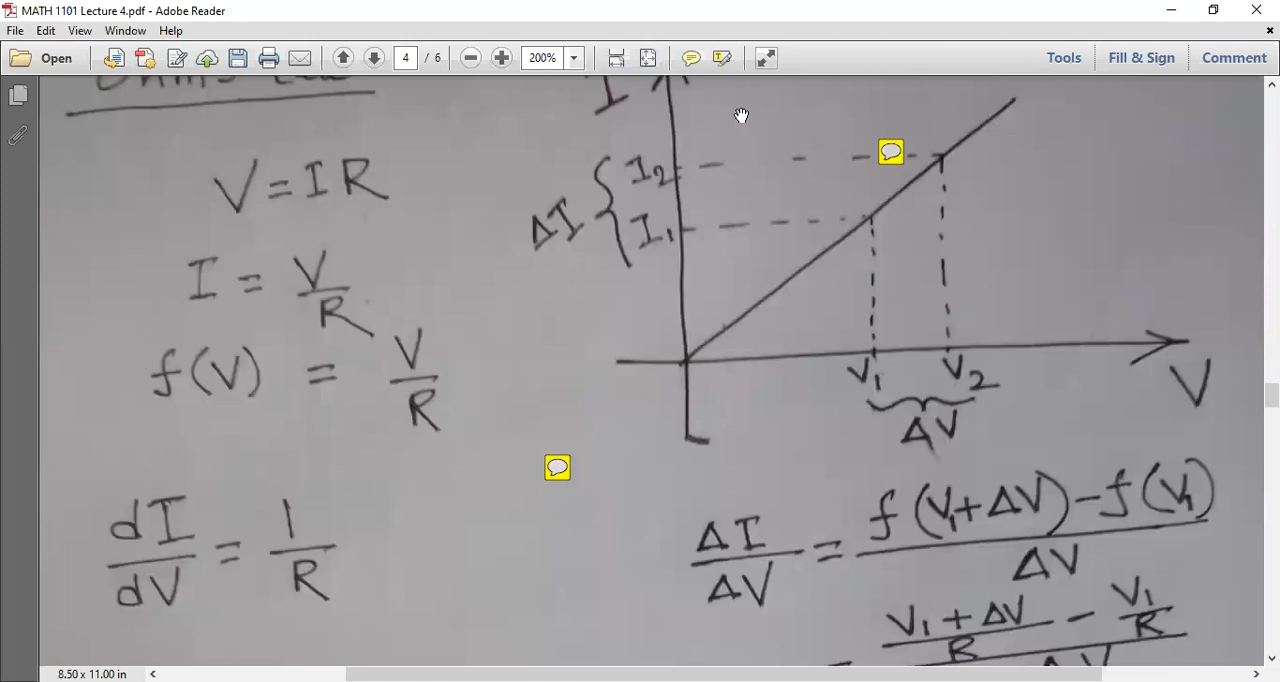 MATH 1101 Lecture 4.pdf - Adobe Reader
File Edit View Window Help
Open 4 / 6 200% Tools Fill & Sign Comment
I
V = I R
I = V/R
f(V) = V/R
dI/dV = 1/R
ΔI { I₂
I₁
V₁ V₂
V
ΔV
ΔI/ΔV = (f(V₁+ΔV) - f(V₁))/ΔV
(V₁+ΔV)/R - V₁/R
ΔV
8.50 x 11.00 in